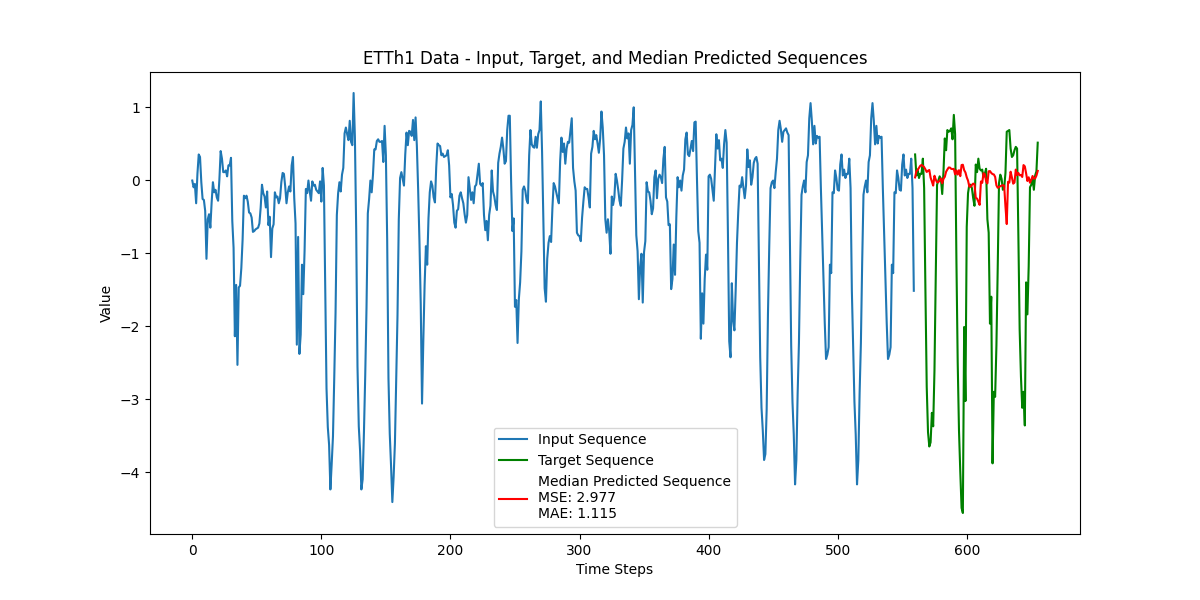 ETTh1 Data - Input, Target, and Median Predicted Sequences
1
0
−1
−2
−3
−4
Value
Input Sequence
Target Sequence
Median Predicted Sequence
MSE: 2.977
MAE: 1.115
0 100 200 300 400 500 600
Time Steps